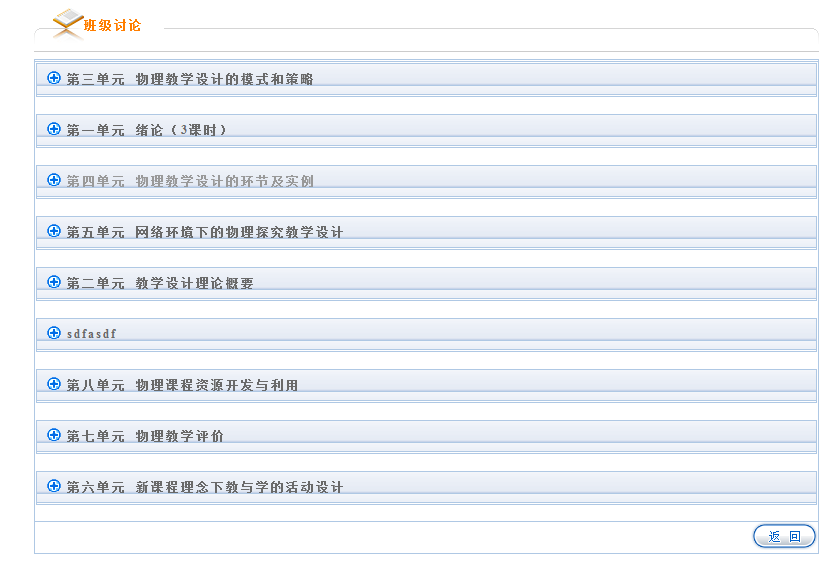 班级讨论
第三单元 物理教学设计的模式和策略
第一单元 绪论（3课时）
第四单元 物理教学设计的环节及实例
第五单元 网络环境下的物理探究教学设计
第二单元 教学设计理论概要
sdfasdf
第八单元 物理课程资源开发与利用
第七单元 物理教学评价
第六单元 新课程理念下教与学的活动设计
返 回